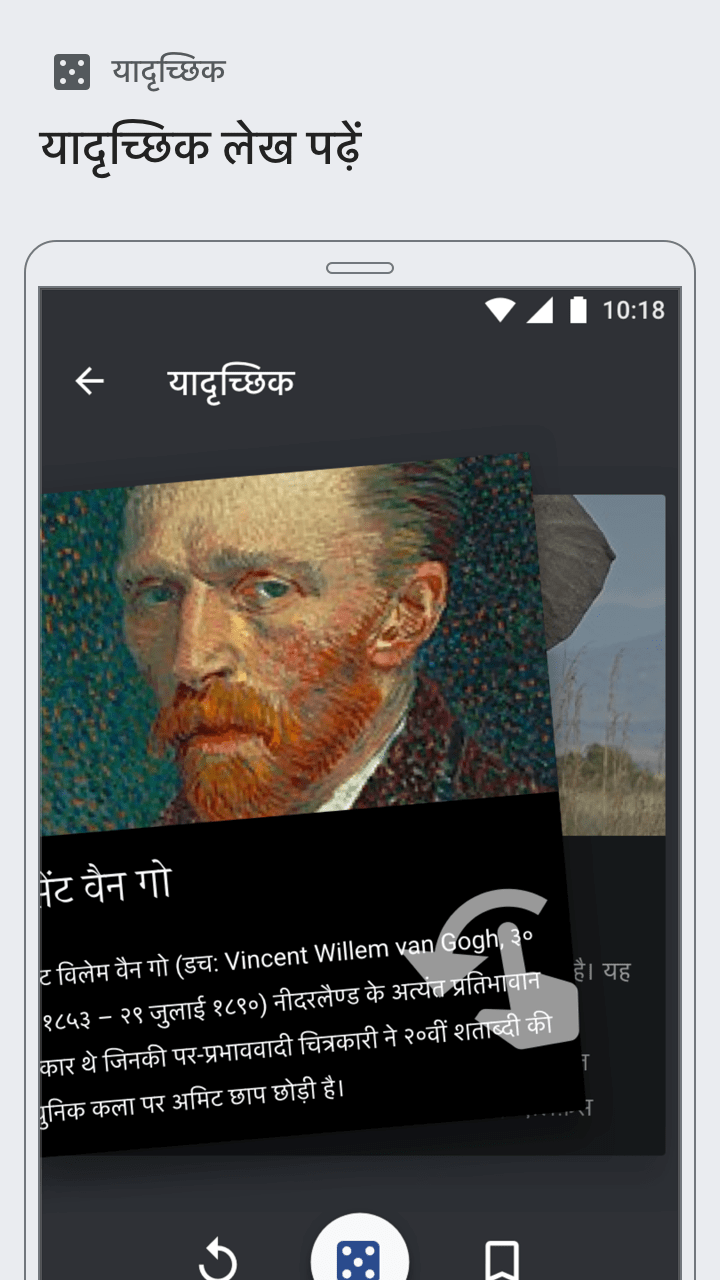 यादृच्छिक
यादृच्छिक लेख पढ़ें
10:18
यादृच्छिक
वैन गो
विलेम वैन गो (डच: Vincent Willem van Gogh, ३०
१८५३ – २९ जुलाई १८९०) नीदरलैण्ड के अत्यंत प्रतिभावान
कार थे जिनकी पर-प्रभाववादी चित्रकारी ने २०वीं शताब्दी की
कला पर अमिट छाप छोड़ी है।
है। यह